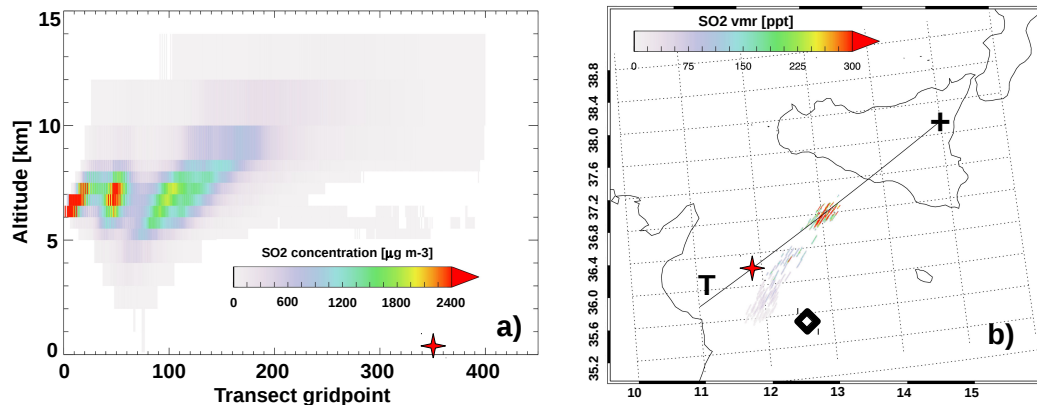 15
10
5
0
Altitude [km]
SO2 concentration [µg m-3]
0 600 1200 1800 2400
a)
0 100 200 300 400
Transect gridpoint
SO2 vmr [ppt]
0 75 150 225 300
38.8
38.4
38.0
37.6
37.2
36.8
36.4
36.0
35.6
35.2
T
b)
10 11 12 13 14 15